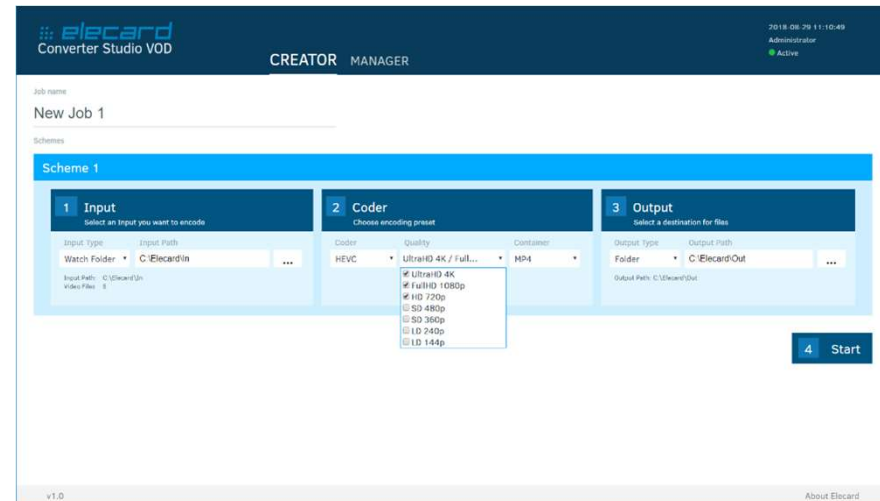 elecard
Converter Studio VOD
CREATOR MANAGER
2018-08-29 11:10:49
Administrator
Active
Job name
New Job 1
Schemes
Scheme 1
1 Input
Select an Input you want to encode
Input Type Input Path
Watch Folder C:\Elecard\In ...
Input Path: C:\Elecard\In
Video Files:
2 Coder
Choose encoding preset
Coder Quality Container
HEVC UltraHD 4K / Full... MP4
UltraHD 4K
FullHD 1080p
HD 720p
SD 480p
SD 360p
LD 240p
LD 144p
3 Output
Select a destination for files
Output Type Output Path
Folder C:\Elecard\Out ...
Output Path: C:\Elecard\Out
4 Start
v1.0
About Elecard